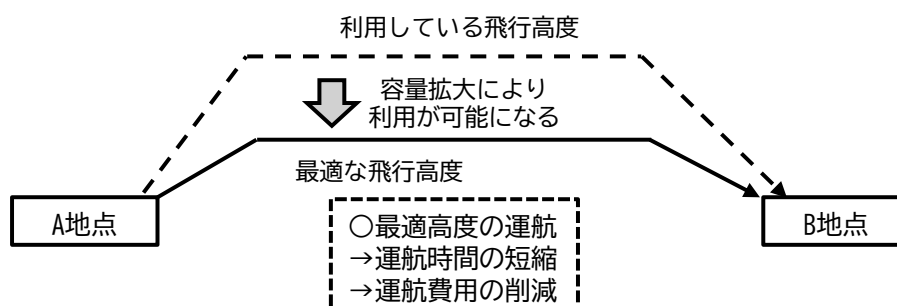 利用している飛行高度
容量拡大により
利用が可能になる
最適な飛行高度
A地点
B地点
〇最適高度の運航
→運航時間の短縮
→運航費用の削減